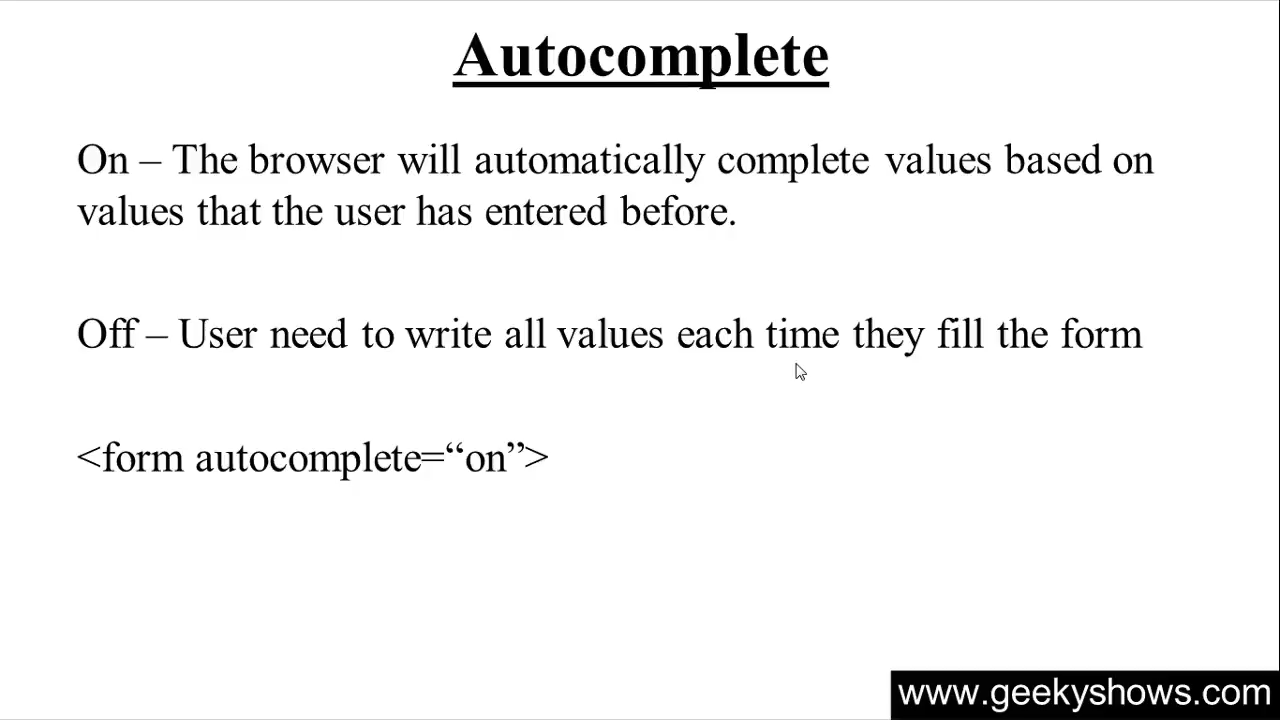 Autocomplete
On – The browser will automatically complete values based on
values that the user has entered before.
Off – User need to write all values each time they fill the form
<form autocomplete=“on”>
www.geekyshows.com